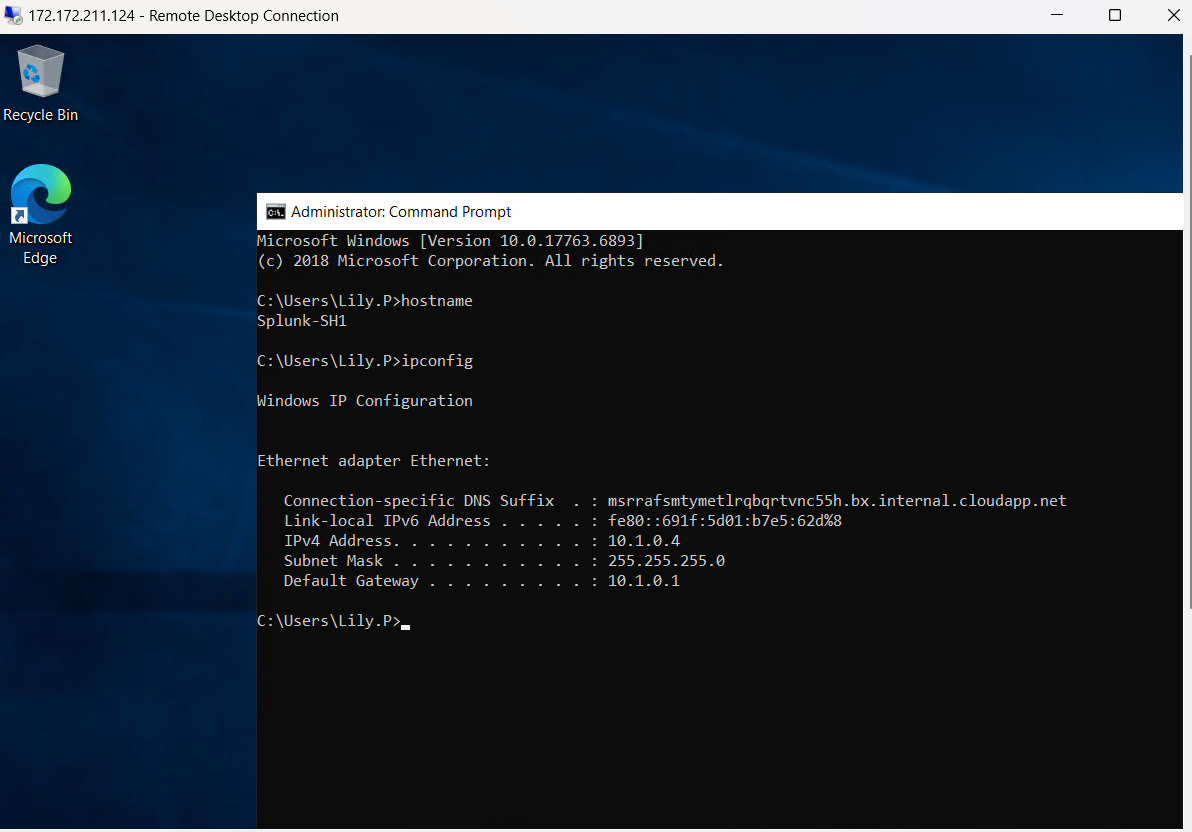 172.172.211.124 - Remote Desktop Connection
Recycle Bin
Microsoft
Edge
Administrator: Command Prompt
Microsoft Windows [Version 10.0.17763.6893]
(c) 2018 Microsoft Corporation. All rights reserved.
C:\Users\Lily.P>hostname
Splunk-SH1
C:\Users\Lily.P>ipconfig
Windows IP Configuration
Ethernet adapter Ethernet:
Connection-specific DNS Suffix  . : msrrafsmtymetlrqbqrtvnc55h.bx.internal.cloudapp.net
Link-local IPv6 Address . . . . . : fe80::691f:5d01:b7e5:62d%8
IPv4 Address. . . . . . . . . . . : 10.1.0.4
Subnet Mask . . . . . . . . . . . : 255.255.255.0
Default Gateway . . . . . . . . . : 10.1.0.1
C:\Users\Lily.P>